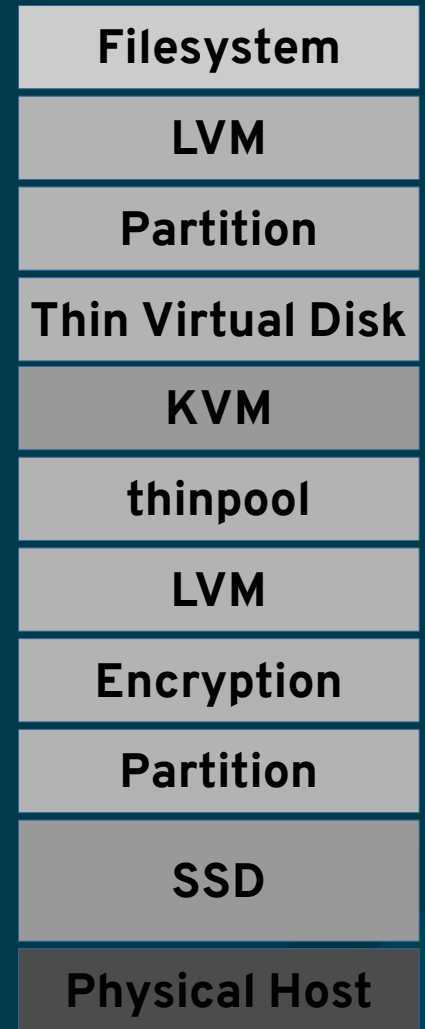 Filesystem
LVM
Partition
Thin Virtual Disk
KVM
thinpool
LVM
Encryption
Partition
SSD
Physical Host